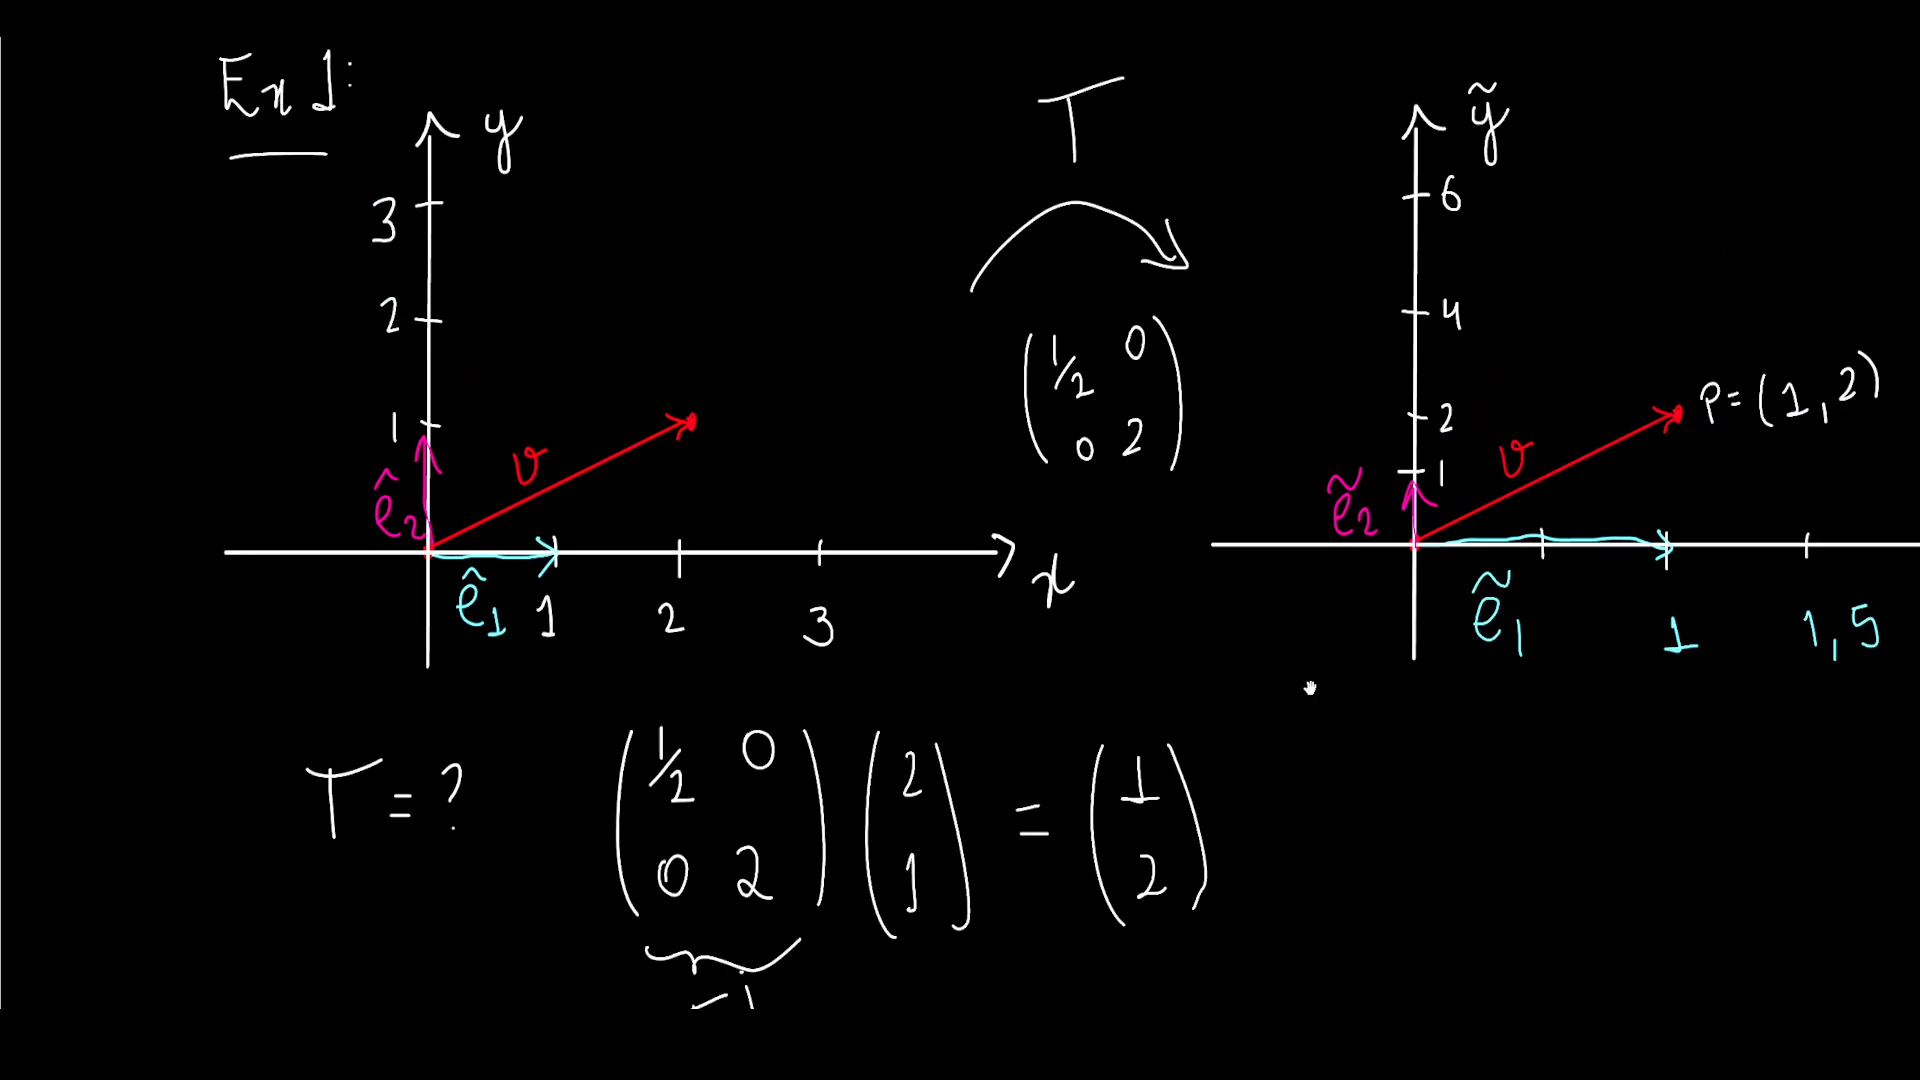 Ex 1:
T
y
3
2
1
v
ê₂
ê₁
1 2 3
x
(1/2 0
0 2)
ỹ
6
4
2
1
v
P = (1, 2)
ẽ₂
ẽ₁
1 1,5
T = ? (1/2 0
0 2) (2
1) = (1
2)